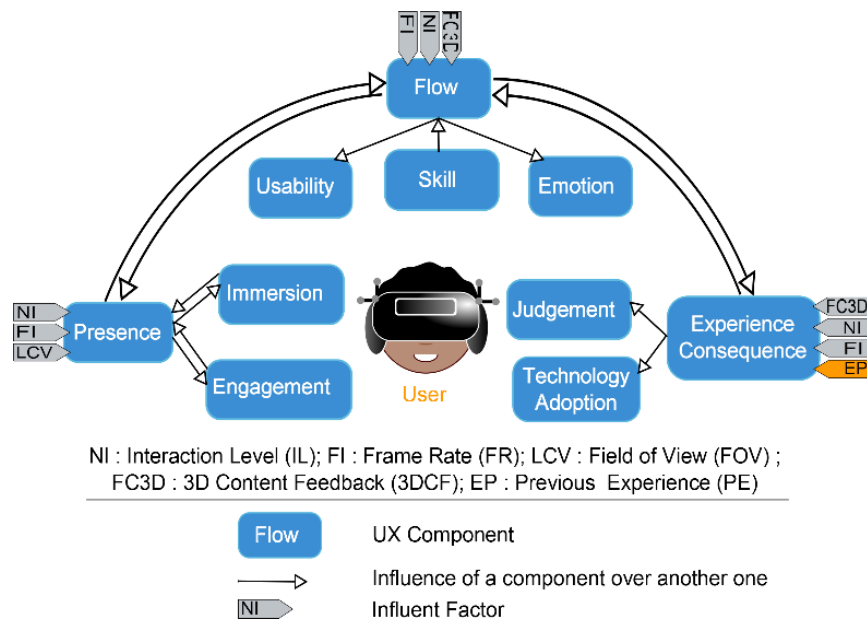 FI
NI
FC3D
Flow
Usability
Skill
Emotion
Immersion
Judgement
NI
FI
LCV
Presence
Experience
Consequence
FC3D
NI
FI
EP
Engagement
Technology
Adoption
User
NI : Interaction Level (IL); FI : Frame Rate (FR); LCV : Field of View (FOV) ;
FC3D : 3D Content Feedback (3DCF); EP : Previous Experience (PE)
Flow
UX Component
Influence of a component over another one
NI
Influent Factor